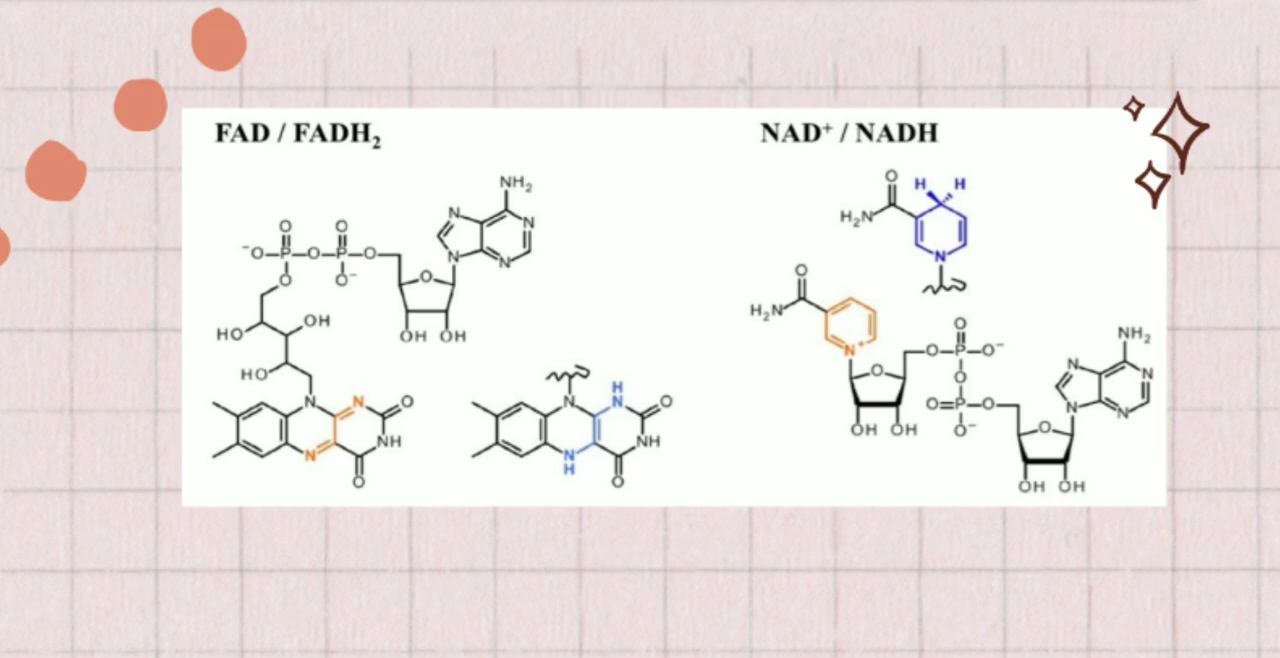 FAD / FADH₂
NH₂
N N
O O
⁻O P O P O
N N
O O⁻ O
HO OH OH OH
HO
N N O
N NH
O
H
N N O
N NH
H
O
NAD⁺ / NADH
O H H
H₂N
N
O
H₂N
N⁺
O
O P O⁻
NH₂
O
O O P O
N N
N N
O⁻
OH OH
O
OH OH